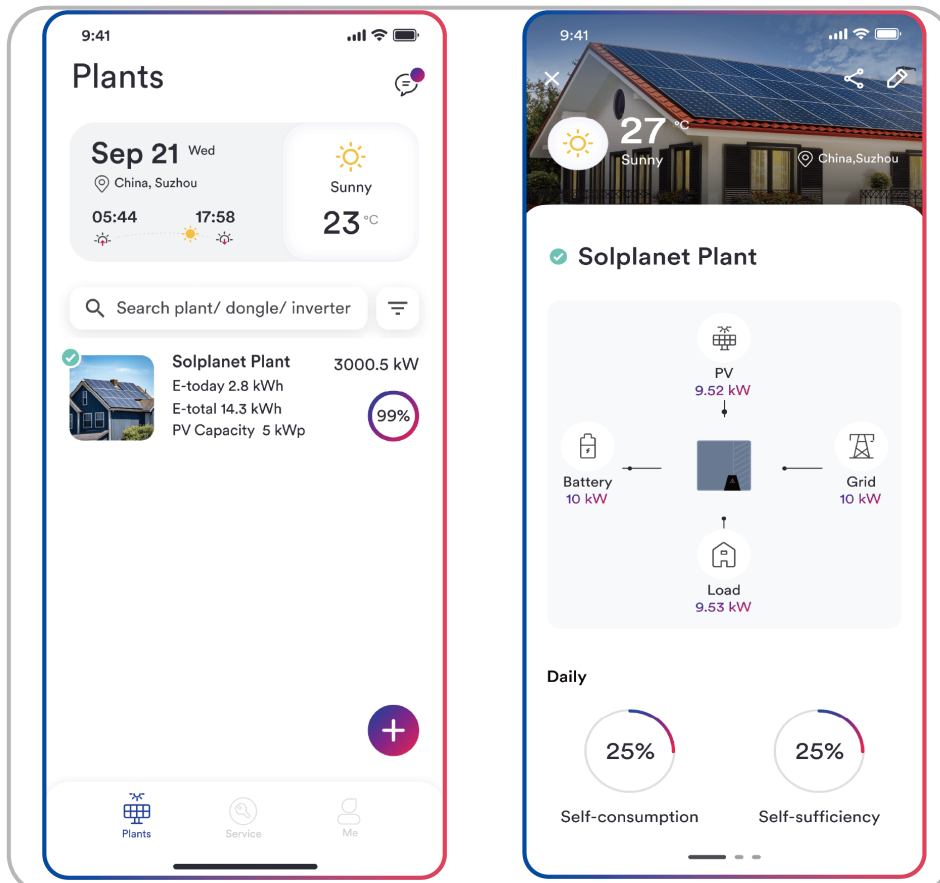 9:41
Plants
Sep 21 Wed
China, Suzhou
05:44 17:58
Sunny
23 °C
Search plant/ dongle/ inverter
Solplanet Plant
3000.5 kW
E-today 2.8 kWh
E-total 14.3 kWh
PV Capacity 5 kWp
99%
Plants
Service
Me
9:41
27 °C
Sunny
China,Suzhou
Solplanet Plant
PV
9.52 kW
Battery
10 kW
Grid
10 kW
Load
9.53 kW
Daily
25%
25%
Self-consumption
Self-sufficiency